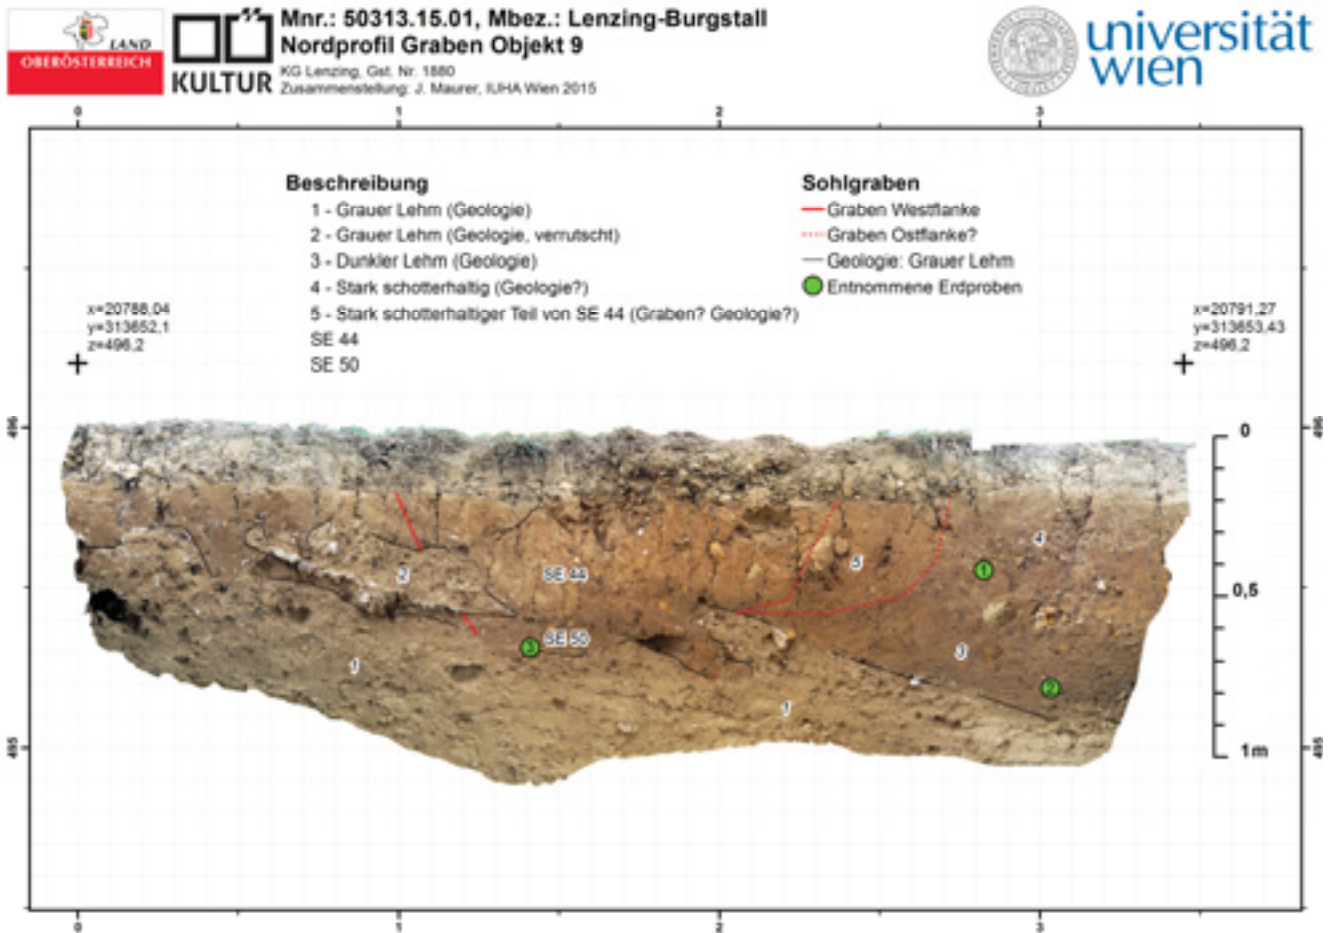 LAND
OBERÖSTERREICH
KULTUR
Mnr.: 50313.15.01, Mbez.: Lenzing-Burgstall
Nordprofil Graben Objekt 9
KG Lenzing, Gst. Nr. 1880
Zusammenstellung: J. Maurer, IUHA Wien 2015
universität
wien
0 1 2 3
Beschreibung
1 - Grauer Lehm (Geologie)
2 - Grauer Lehm (Geologie, verrutscht)
3 - Dunkler Lehm (Geologie)
4 - Stark schotterhaltig (Geologie?)
5 - Stark schotterhaltiger Teil von SE 44 (Graben? Geologie?)
SE 44
SE 50
Sohlgraben
Graben Westflanke
Graben Ostflanke?
Geologie: Grauer Lehm
Entnommene Erdproben
x=20788,04
y=313652,1
z=496,2
x=20791,27
y=313653,43
z=496,2
496
496
0
4
5
1
2
SE 44
0,5
SE 50
3
3
1
2
1
495
1m
495
0 1 2 3